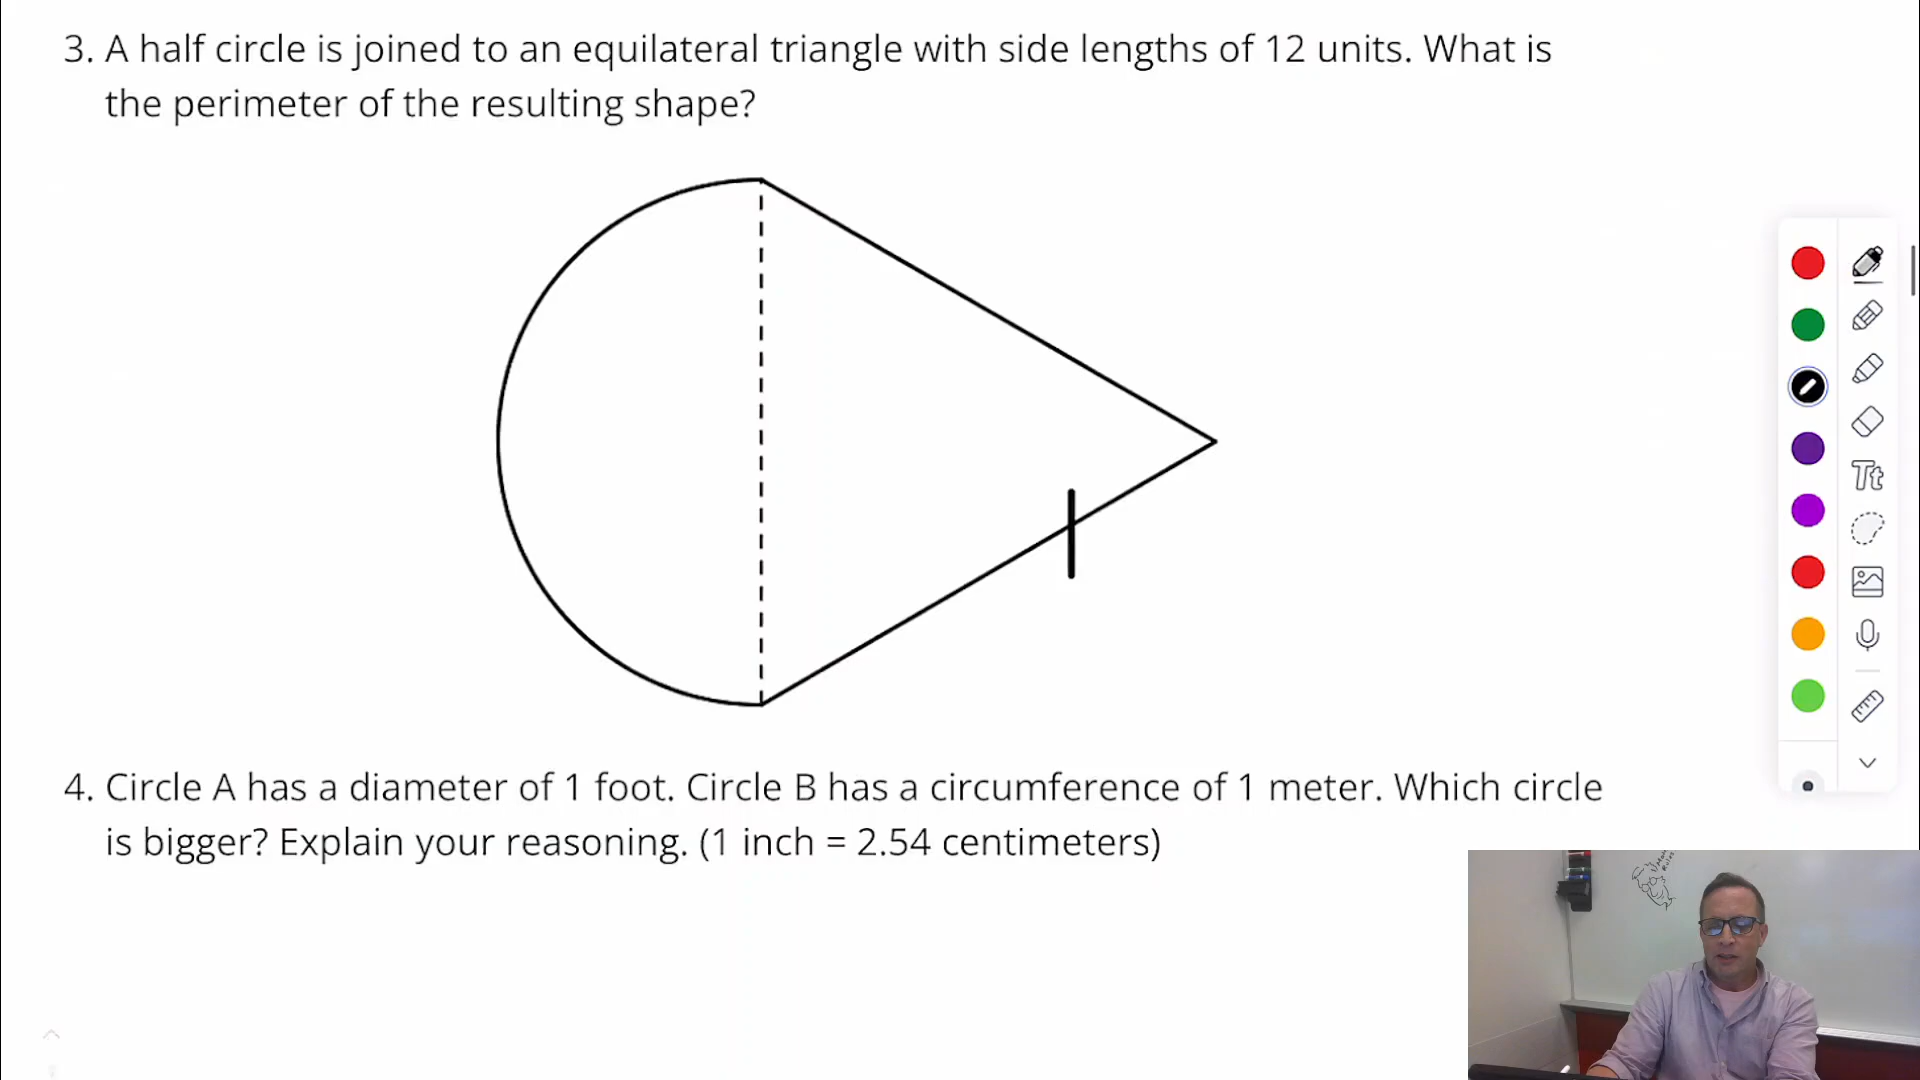 3. A half circle is joined to an equilateral triangle with side lengths of 12 units. What is
the perimeter of the resulting shape?
4. Circle A has a diameter of 1 foot. Circle B has a circumference of 1 meter. Which circle
is bigger? Explain your reasoning. (1 inch = 2.54 centimeters)
Tt